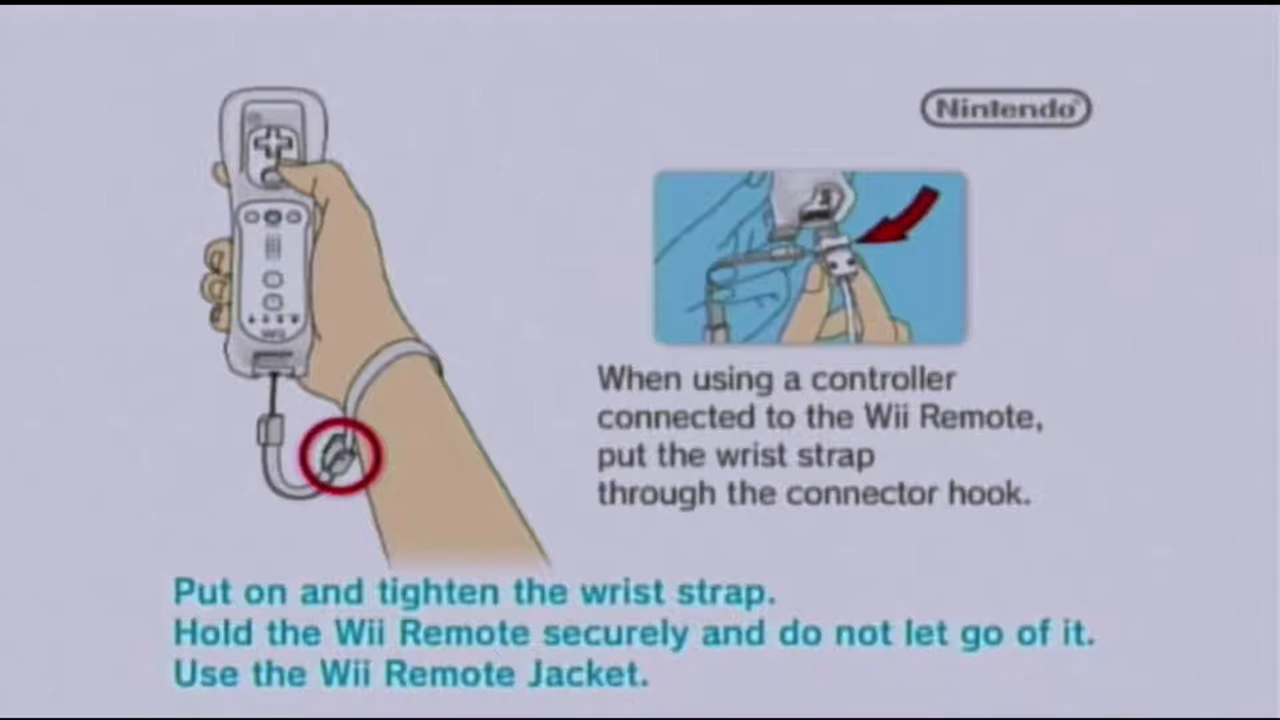 Nintendo
When using a controller
connected to the Wii Remote,
put the wrist strap
through the connector hook.
Put on and tighten the wrist strap.
Hold the Wii Remote securely and do not let go of it.
Use the Wii Remote Jacket.